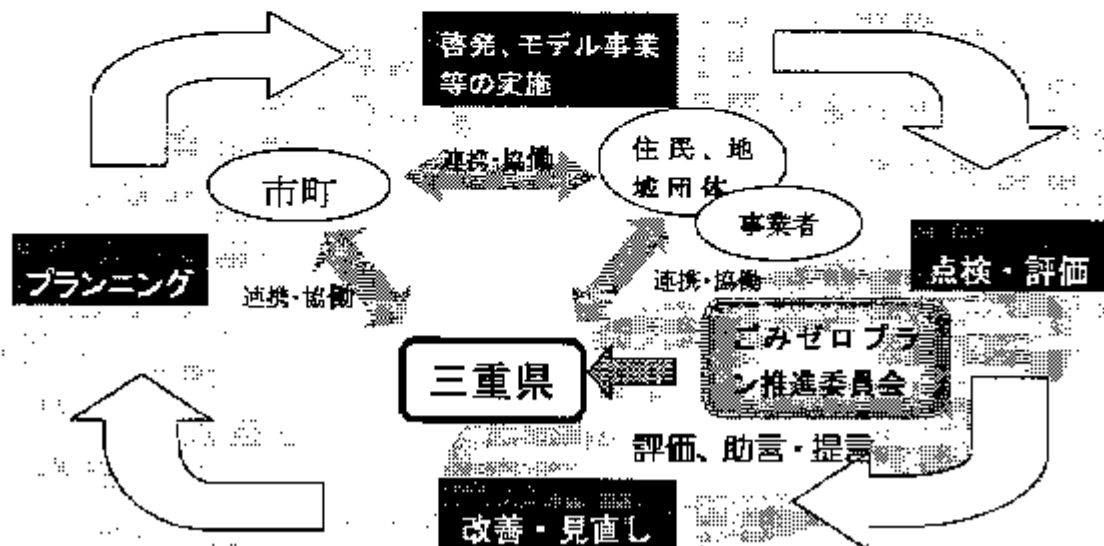 啓発、モデル事業
等の実施
連携・協働
住民、地
域団体
市町
事業者
プランニング
点検・評価
連携・協働
連携・協働
ごみゼロプラ
ン推進委員会
三重県
評価、助言・提言
改善・見直し